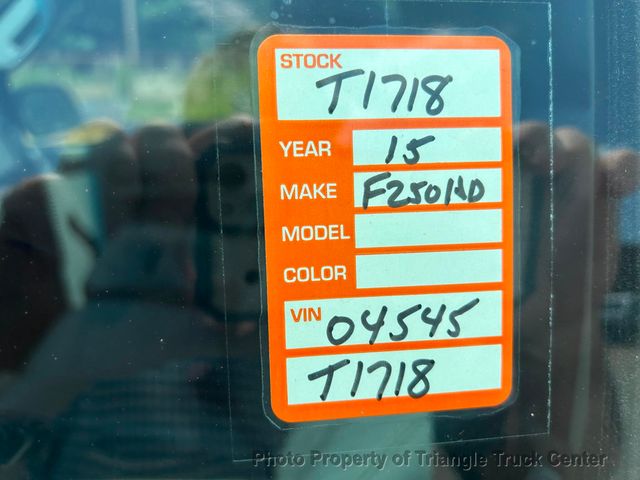 STOCK
T1718
YEAR 15
MAKE F250HD
MODEL
COLOR
VIN 04545
T1718
Photo Property of Triangle Truck Center